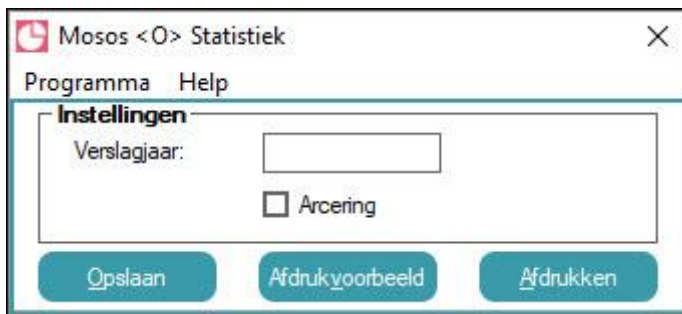 Mosos <O> Statistiek
Programma Help
Instellingen
Verslagjaar:
Arcering
Opslaan Afdrukvoorbeeld Afdrukken